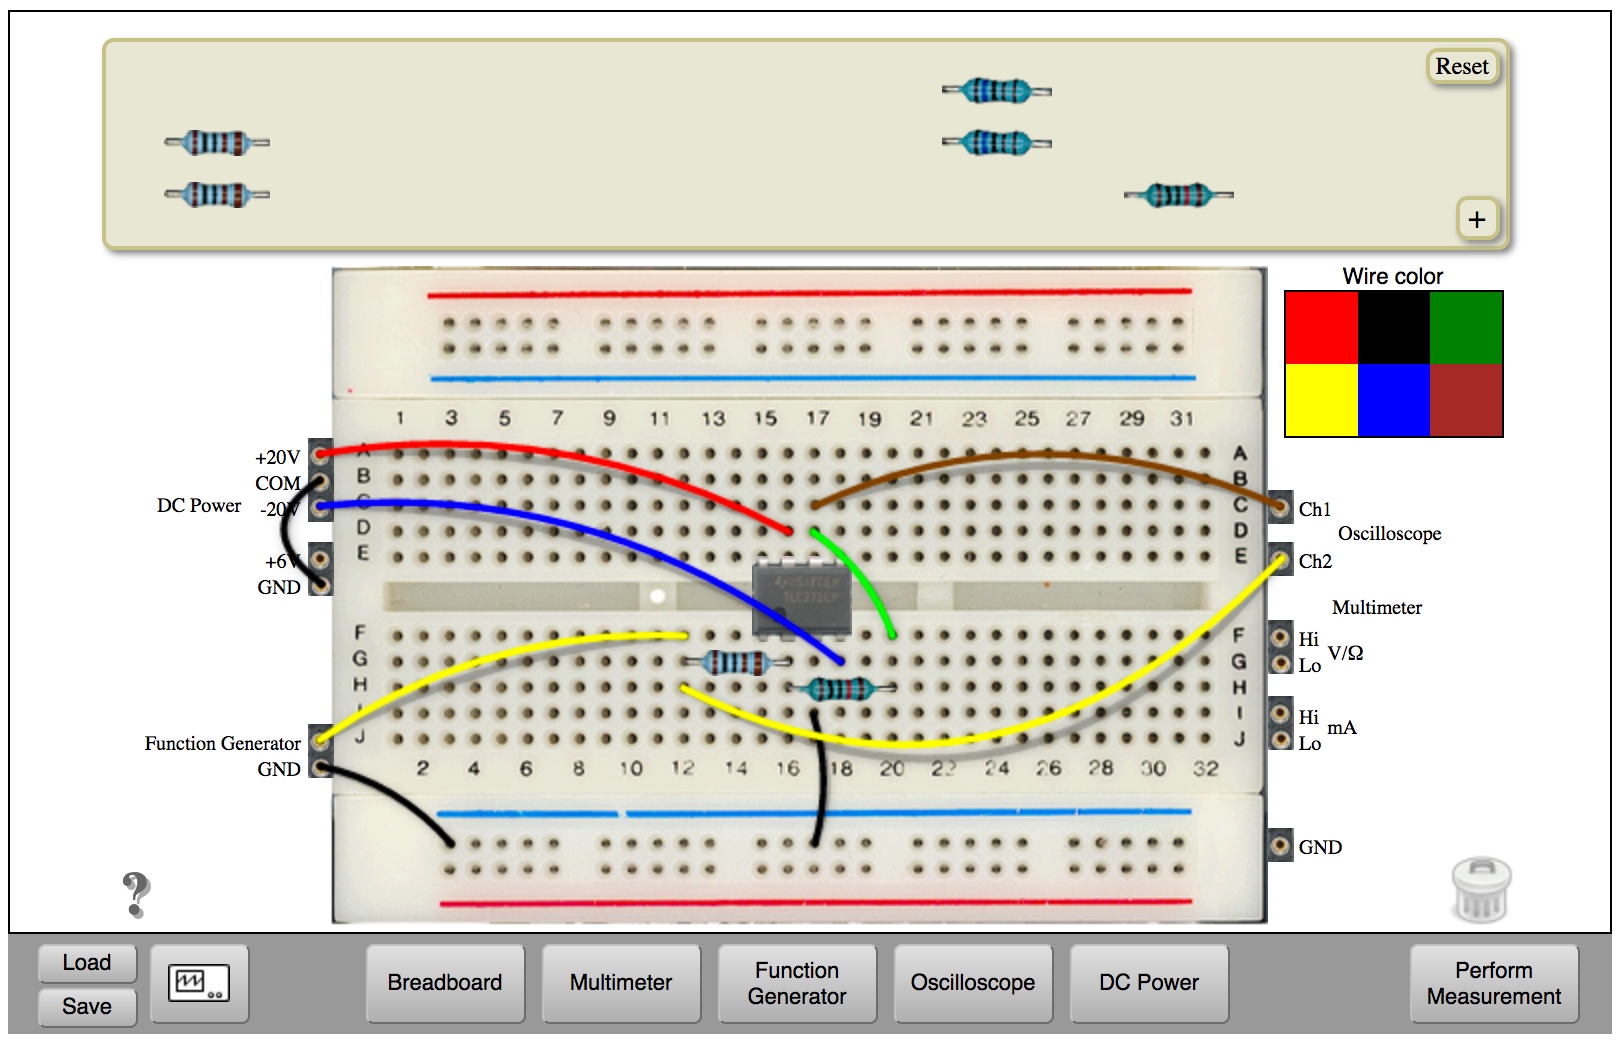 Reset
+
Wire color
1 3 5 7 9 11 13 15 17 19 21 23 25 27 29 31
+20V A A
COM B B
DC Power -20V C C Ch1
D D Oscilloscope
+6V E E Ch2
GND
TLC271CP
Multimeter
F F Hi
V/Ω
G G Lo
H H
I I Hi
mA
Function Generator J J Lo
GND 2 4 6 8 10 12 14 16 18 20 22 24 26 28 30 32
GND
?
Load
Save
Breadboard
Multimeter
Function
Generator
Oscilloscope
DC Power
Perform
Measurement